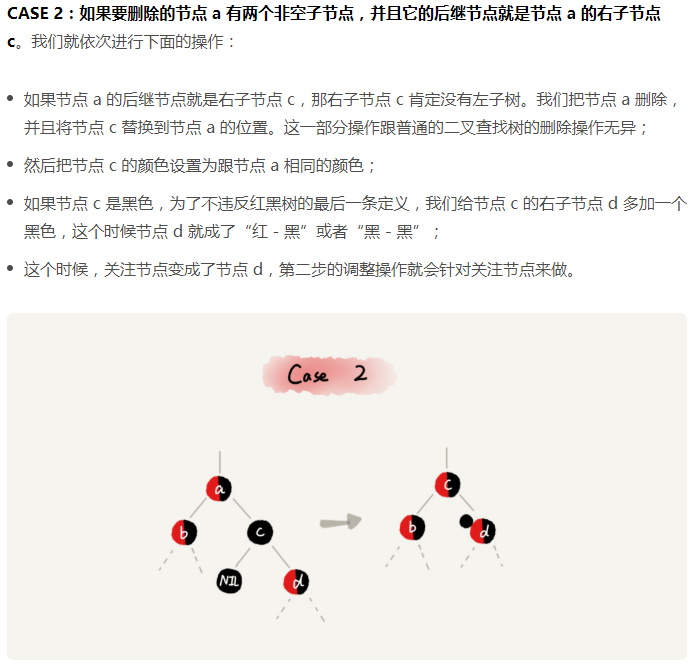 CASE 2：如果要删除的节点 a 有两个非空子节点，并且它的后继节点就是节点 a 的右子节点
c。我们就依次进行下面的操作：
如果节点 a 的后继节点就是右子节点 c，那右子节点 c 肯定没有左子树。我们把节点 a 删除，
并且将节点 c 替换到节点 a 的位置。这一部分操作跟普通的二叉查找树的删除操作无异；
然后把节点 c 的颜色设置为跟节点 a 相同的颜色；
如果节点 c 是黑色，为了不违反红黑树的最后一条定义，我们给节点 c 的右子节点 d 多加一个
黑色，这个时候节点 d 就成了“红 - 黑”或者“黑 - 黑”；
这个时候，关注节点变成了节点 d，第二步的调整操作就会针对关注节点来做。
Case 2
a
c
b
c
b
d
NIL
d